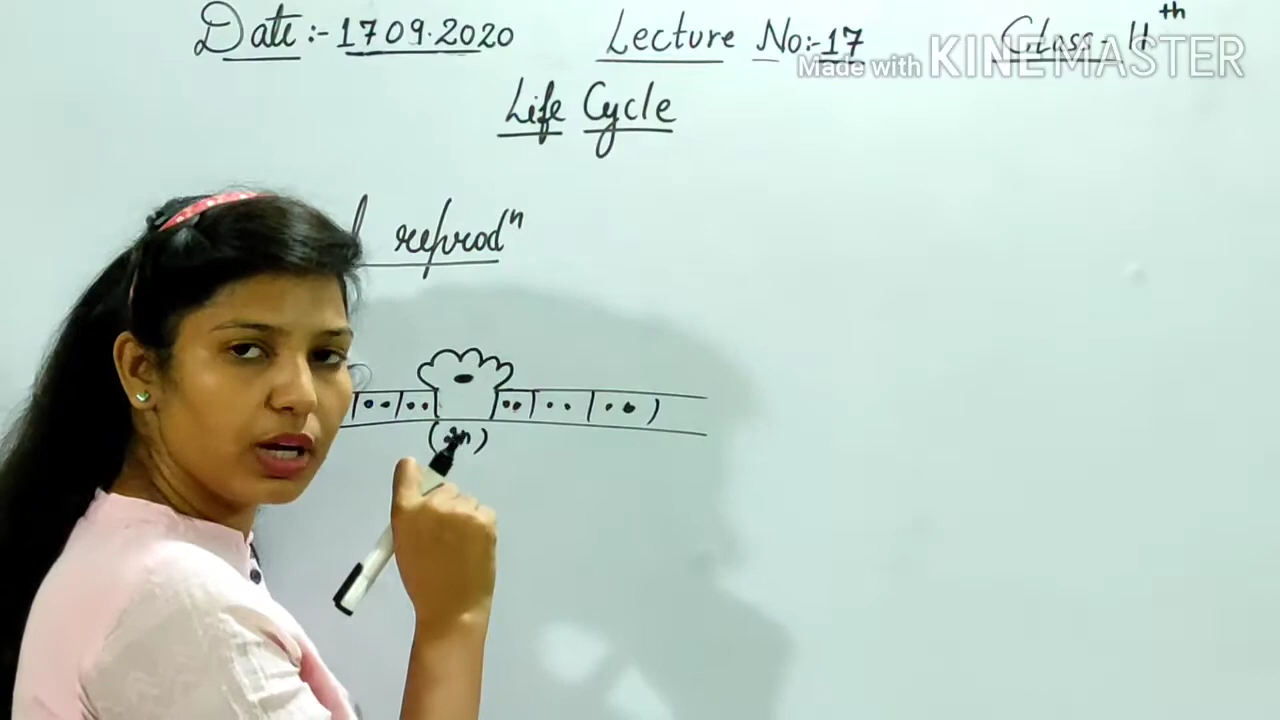 Date:- 17.09.2020 Lecture No:-17 Class- 11th
Made with KINEMASTER
Life Cycle
reprodn